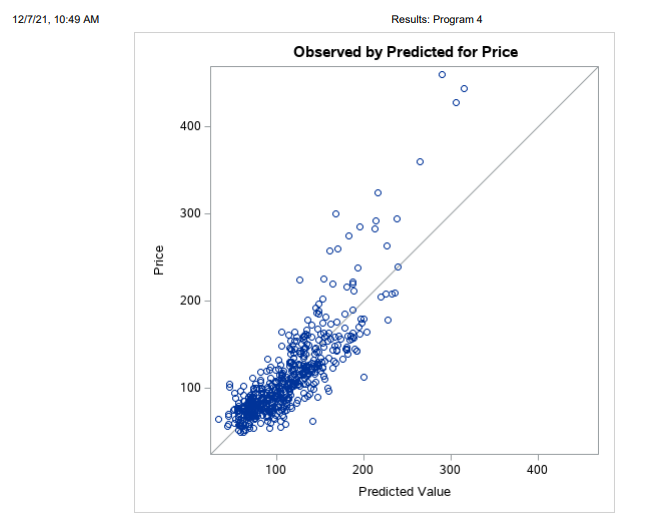 12/7/21, 10:49 AM Results: Program 4
Observed by Predicted for Price
400
300
200
100
Price
100 200 300 400
Predicted Value